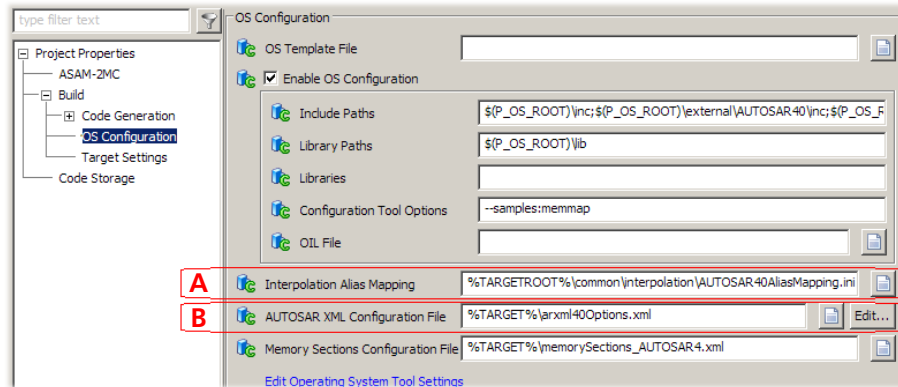 type filter text
Project Properties
ASAM-2MC
Build
Code Generation
OS Configuration
Target Settings
Code Storage
OS Configuration
OS Template File
Enable OS Configuration
Include Paths $(P_OS_ROOT)\inc;$(P_OS_ROOT)\external\AUTOSAR40\inc;$(P_OS_R
Library Paths $(P_OS_ROOT)\lib
Libraries
Configuration Tool Options --samples:memmap
OIL File
A Interpolation Alias Mapping %TARGETROOT%\common\interpolation\AUTOSAR40AliasMapping.ini
B AUTOSAR XML Configuration File %TARGET%\arxml40Options.xml Edit...
Memory Sections Configuration File %TARGET%\memorySections_AUTOSAR4.xml
Edit Operating System Tool Settings